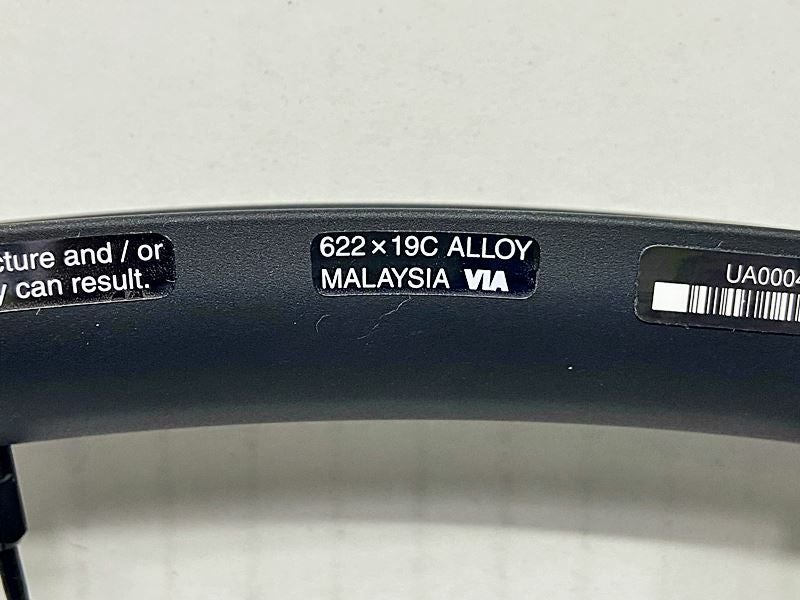 cture and / or
y can result.
622 × 19C ALLOY
MALAYSIA VIA
UA0004